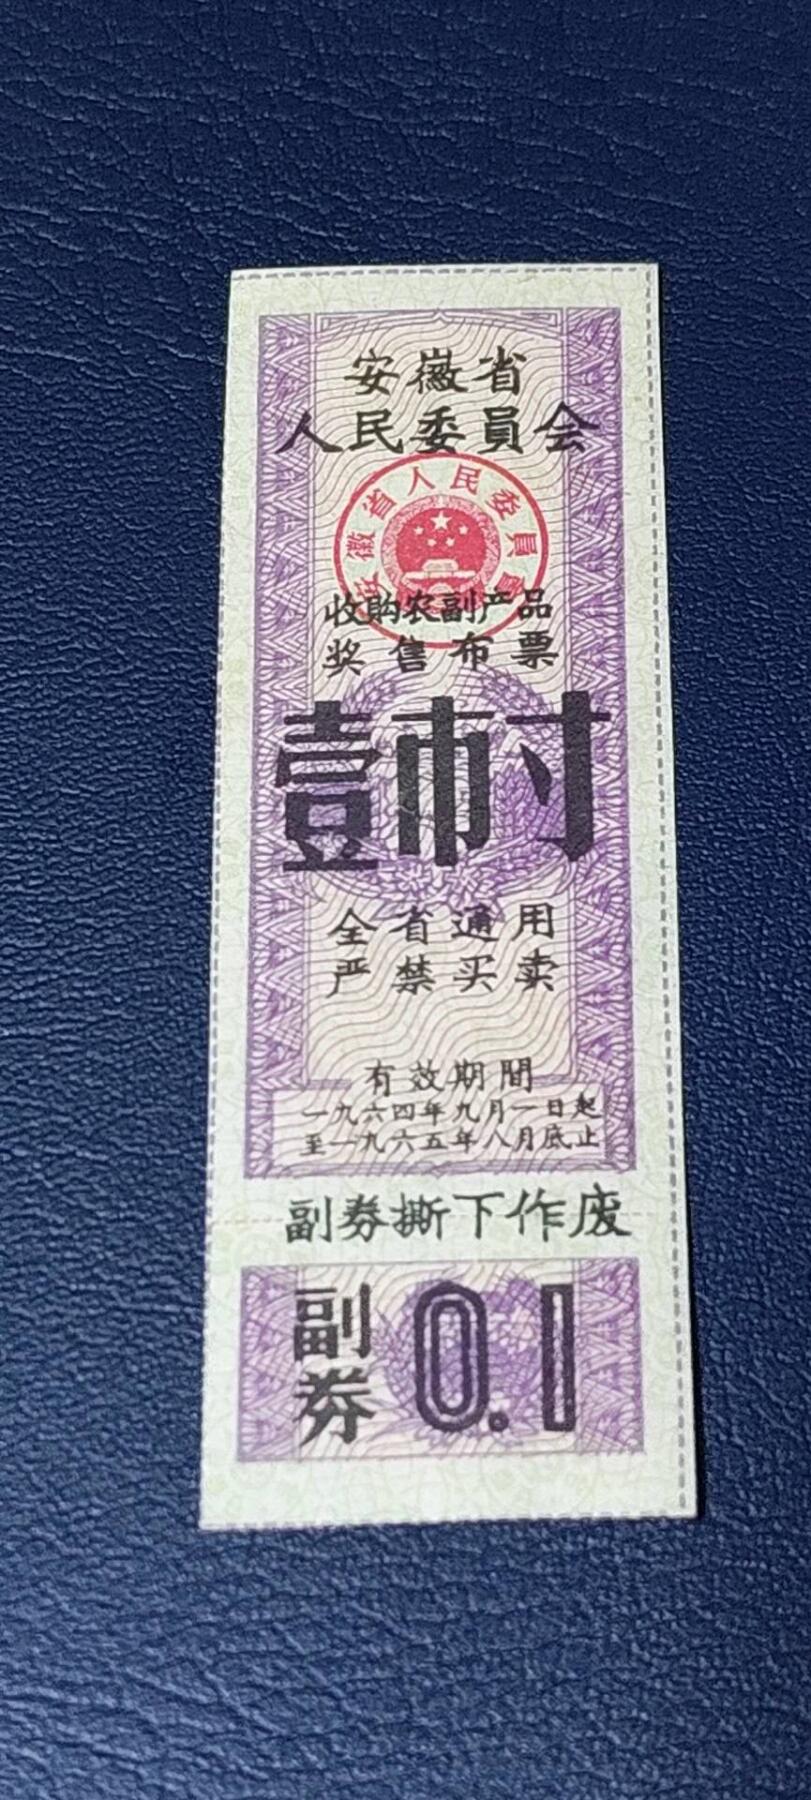 安徽省
人民委員会
安徽省人民委員會
收购农副产品
奖售布票
壹市寸
全省通用
严禁买卖
有效期間
一九六四年九月一日起
至一九六五年八月底止
副券撕下作废
副券
0.1